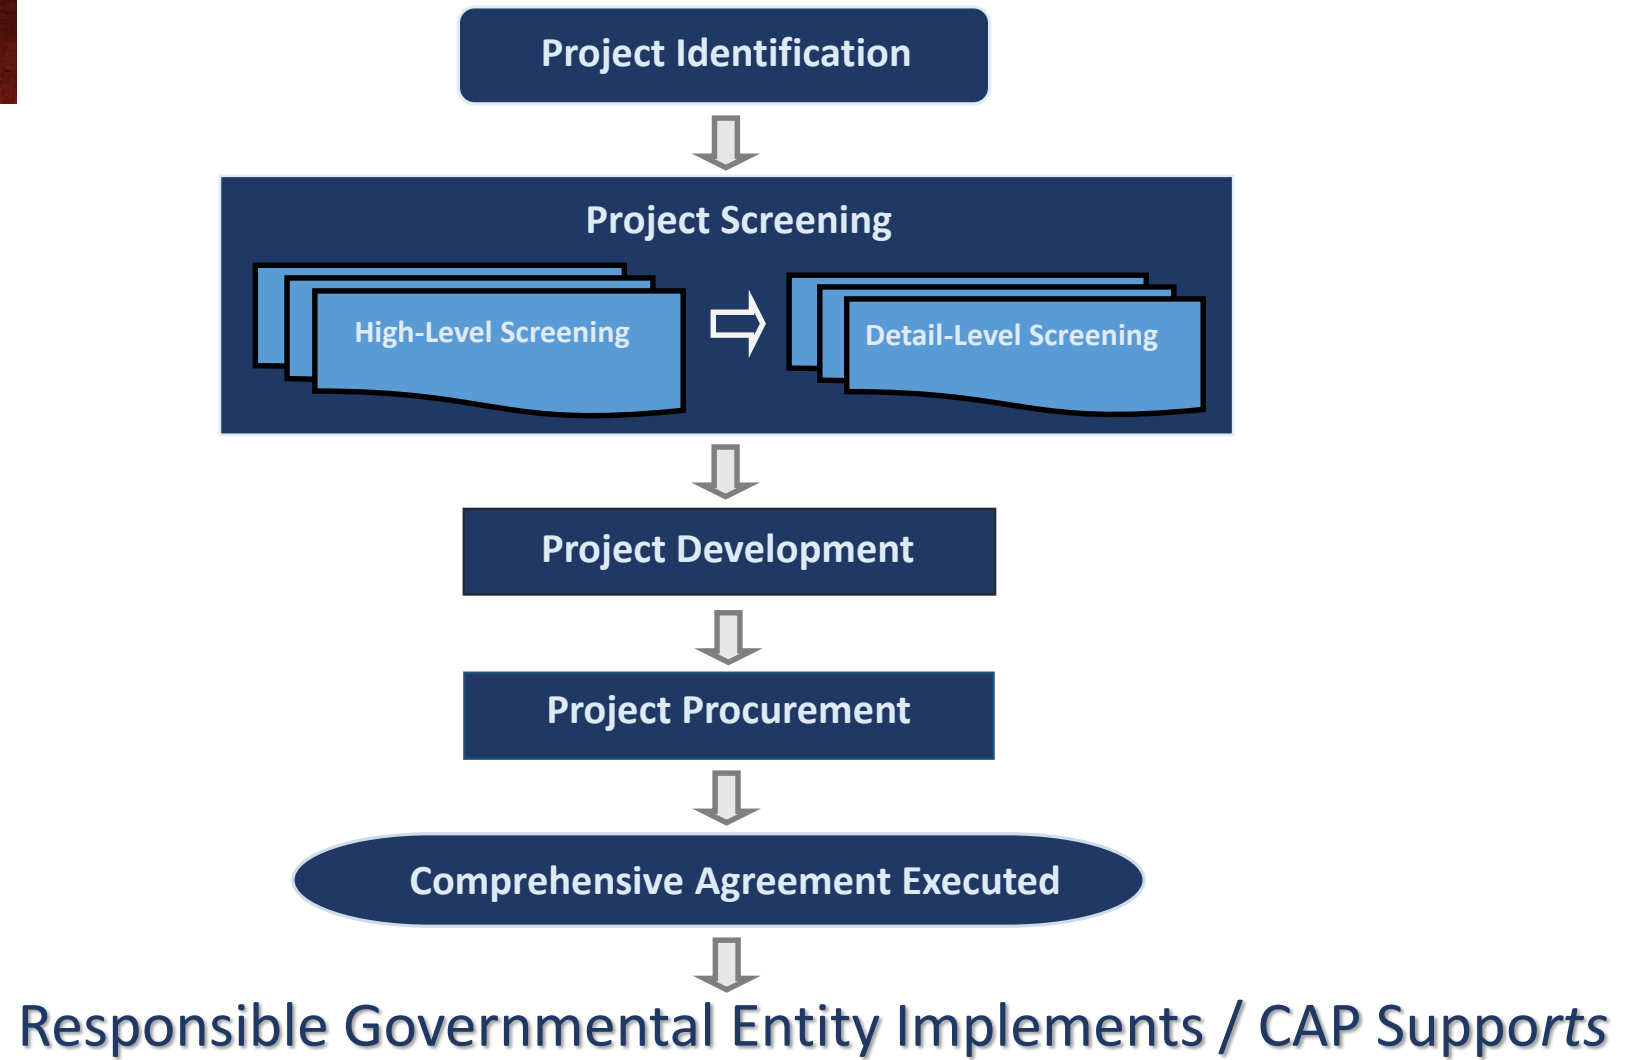 Project Identification
Project Screening
High-Level Screening
Detail-Level Screening
Project Development
Project Procurement
Comprehensive Agreement Executed
Responsible Governmental Entity Implements / CAP Supports